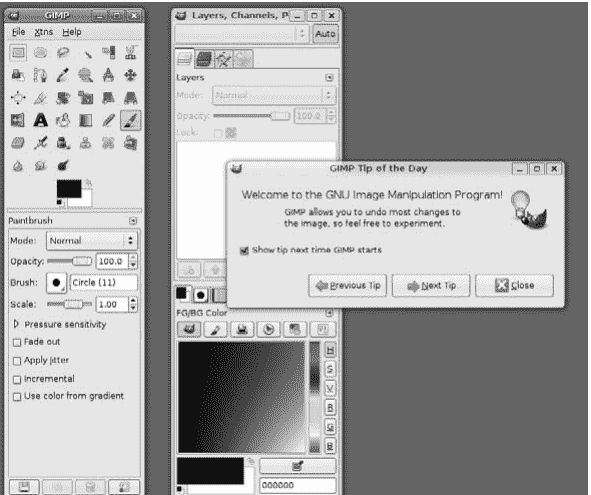 GIMP
File Xtns Help
Paintbrush
Mode: Normal
Opacity: 100.0
Brush: Circle (11)
Scale: 1.00
Pressure sensitivity
Fade out
Apply jitter
Incremental
Use color from gradient
Layers, Channels, P
Auto
Layers
Mode: Normal
Opacity: 100.0
Lock:
GIMP Tip of the Day
Welcome to the GNU Image Manipulation Program!
GIMP allows you to undo most changes to
the image, so feel free to experiment.
Show tip next time GIMP starts
Previous Tip Next Tip Close
FG/BG Color
H
S
V
R
G
B
000000